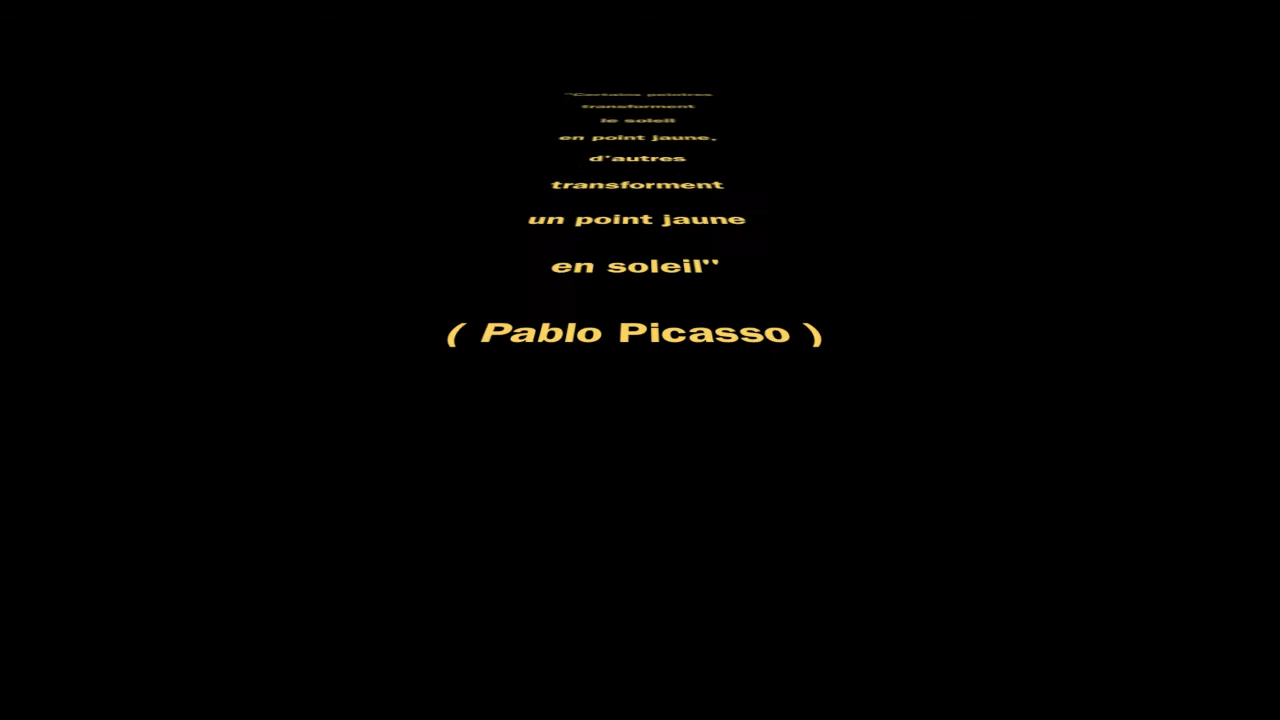 "Certains peintres
transforment
le soleil
en point jaune,
d'autres
transforment
un point jaune
en soleil"
( Pablo Picasso )